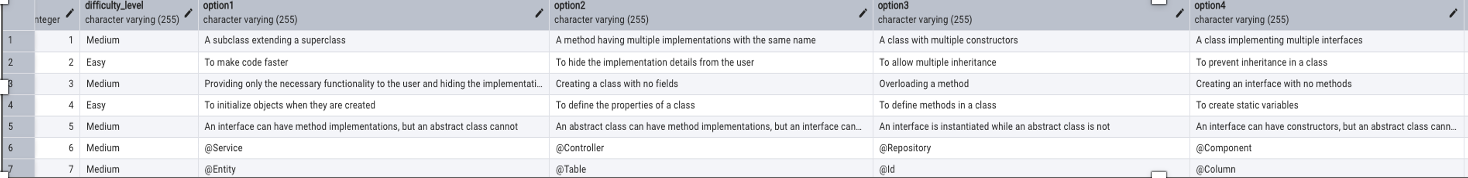 difficulty_level option1 option2 option3 option4
integer character varying (255) character varying (255) character varying (255) character varying (255) character varying (255)
1 1 Medium A subclass extending a superclass A method having multiple implementations with the same name A class with multiple constructors A class implementing multiple interfaces
2 2 Easy To make code faster To hide the implementation details from the user To allow multiple inheritance To prevent inheritance in a class
3 3 Medium Providing only the necessary functionality to the user and hiding the implementati... Creating a class with no fields Overloading a method Creating an interface with no methods
4 4 Easy To initialize objects when they are created To define the properties of a class To define methods in a class To create static variables
5 5 Medium An interface can have method implementations, but an abstract class cannot An abstract class can have method implementations, but an interface can... An interface is instantiated while an abstract class is not An interface can have constructors, but an abstract class cann...
6 6 Medium @Service @Controller @Repository @Component
7 7 Medium @Entity @Table @Id @Column